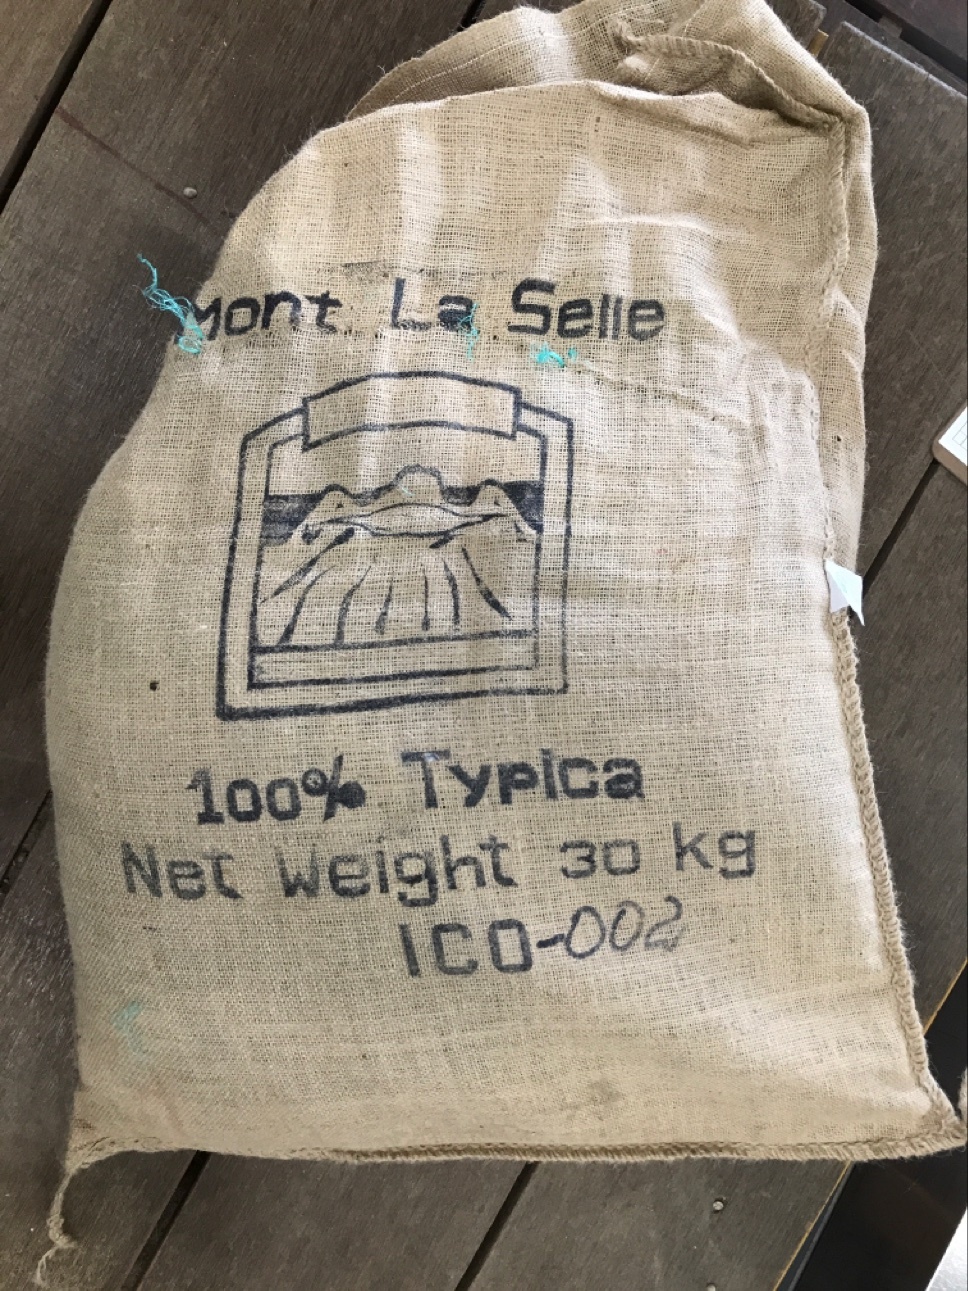 Mont La Selle
100% Typica
Net Weight 30 kg
ICO-002